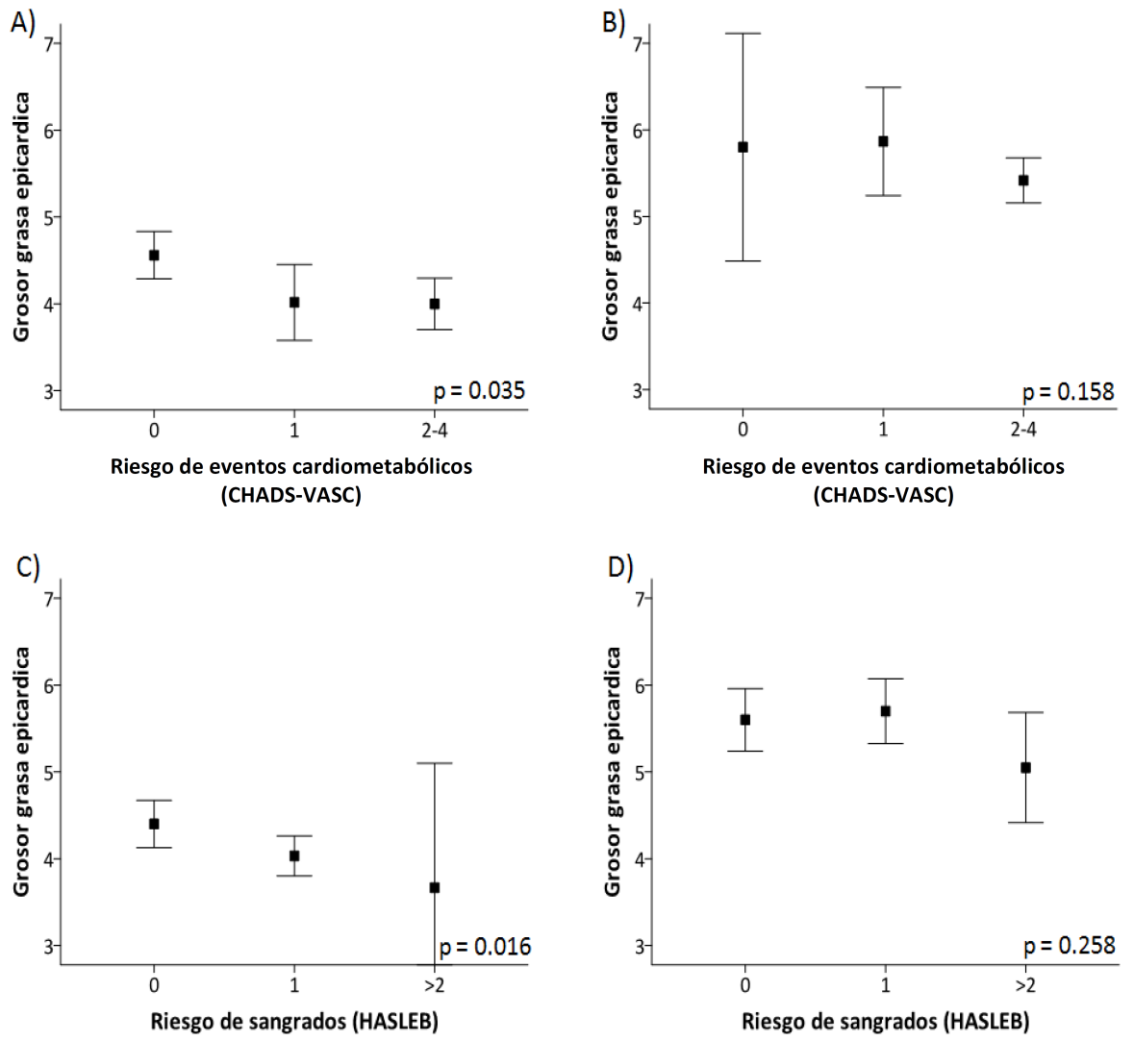 A)
Grosor grasa epicardica
7
6
5
4
3
p = 0.035
0 1 2-4
Riesgo de eventos cardiometabólicos
(CHADS-VASC)
B)
Grosor grasa epicardica
7
6
5
4
3
p = 0.158
0 1 2-4
Riesgo de eventos cardiometabólicos
(CHADS-VASC)
C)
Grosor grasa epicardica
7
6
5
4
3
p = 0.016
0 1 >2
Riesgo de sangrados (HASLEB)
D)
Grosor grasa epicardica
7
6
5
4
3
p = 0.258
0 1 >2
Riesgo de sangrados (HASLEB)